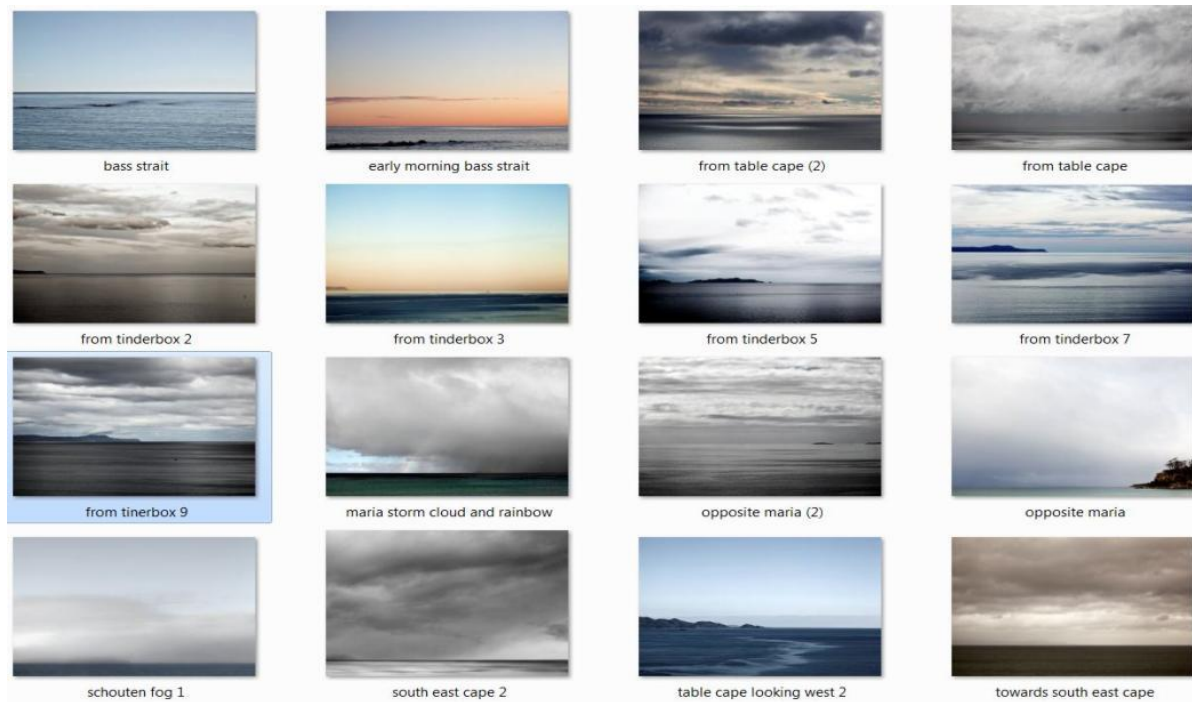 bass strait
early morning bass strait
from table cape (2)
from table cape
from tinderbox 2
from tinderbox 3
from tinderbox 5
from tinderbox 7
from tinerbox 9
maria storm cloud and rainbow
opposite maria (2)
opposite maria
schouten fog 1
south east cape 2
table cape looking west 2
towards south east cape